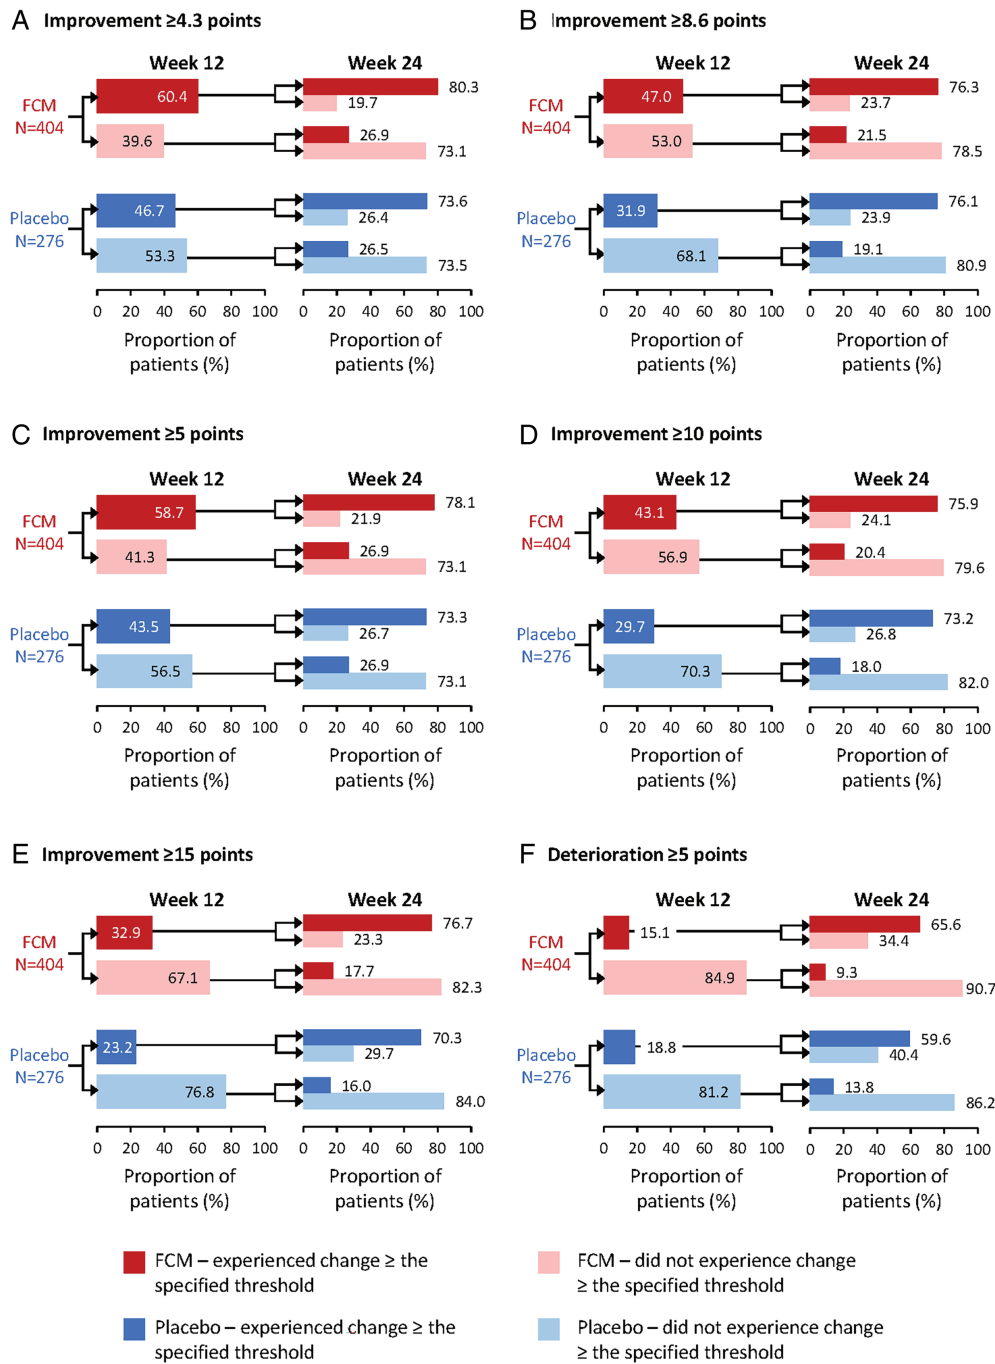 A Improvement ≥4.3 points
Week 12 Week 24
FCM
N=404
60.4
80.3
19.7
39.6
26.9
73.1
Placebo
N=276
46.7
73.6
26.4
53.3
26.5
73.5
0 20 40 60 80 100 0 20 40 60 80 100
Proportion of
patients (%)
Proportion of
patients (%)
B Improvement ≥8.6 points
Week 12 Week 24
FCM
N=404
47.0
76.3
23.7
53.0
21.5
78.5
Placebo
N=276
31.9
76.1
23.9
68.1
19.1
80.9
0 20 40 60 80 100 0 20 40 60 80 100
Proportion of
patients (%)
Proportion of
patients (%)
C Improvement ≥5 points
Week 12 Week 24
FCM
N=404
58.7
78.1
21.9
41.3
26.9
73.1
Placebo
N=276
43.5
73.3
26.7
56.5
26.9
73.1
0 20 40 60 80 100 0 20 40 60 80 100
Proportion of
patients (%)
Proportion of
patients (%)
D Improvement ≥10 points
Week 12 Week 24
FCM
N=404
43.1
75.9
24.1
56.9
20.4
79.6
Placebo
N=276
29.7
73.2
26.8
70.3
18.0
82.0
0 20 40 60 80 100 0 20 40 60 80 100
Proportion of
patients (%)
Proportion of
patients (%)
E Improvement ≥15 points
Week 12 Week 24
FCM
N=404
32.9
76.7
23.3
67.1
17.7
82.3
Placebo
N=276
23.2
70.3
29.7
76.8
16.0
84.0
0 20 40 60 80 100 0 20 40 60 80 100
Proportion of
patients (%)
Proportion of
patients (%)
F Deterioration ≥5 points
Week 12 Week 24
FCM
N=404
15.1
65.6
34.4
84.9
9.3
90.7
Placebo
N=276
18.8
59.6
40.4
81.2
13.8
86.2
0 20 40 60 80 100 0 20 40 60 80 100
Proportion of
patients (%)
Proportion of
patients (%)
FCM – experienced change ≥ the
specified threshold
FCM – did not experience change
≥ the specified threshold
Placebo – experienced change ≥ the
specified threshold
Placebo – did not experience change
≥ the specified threshold